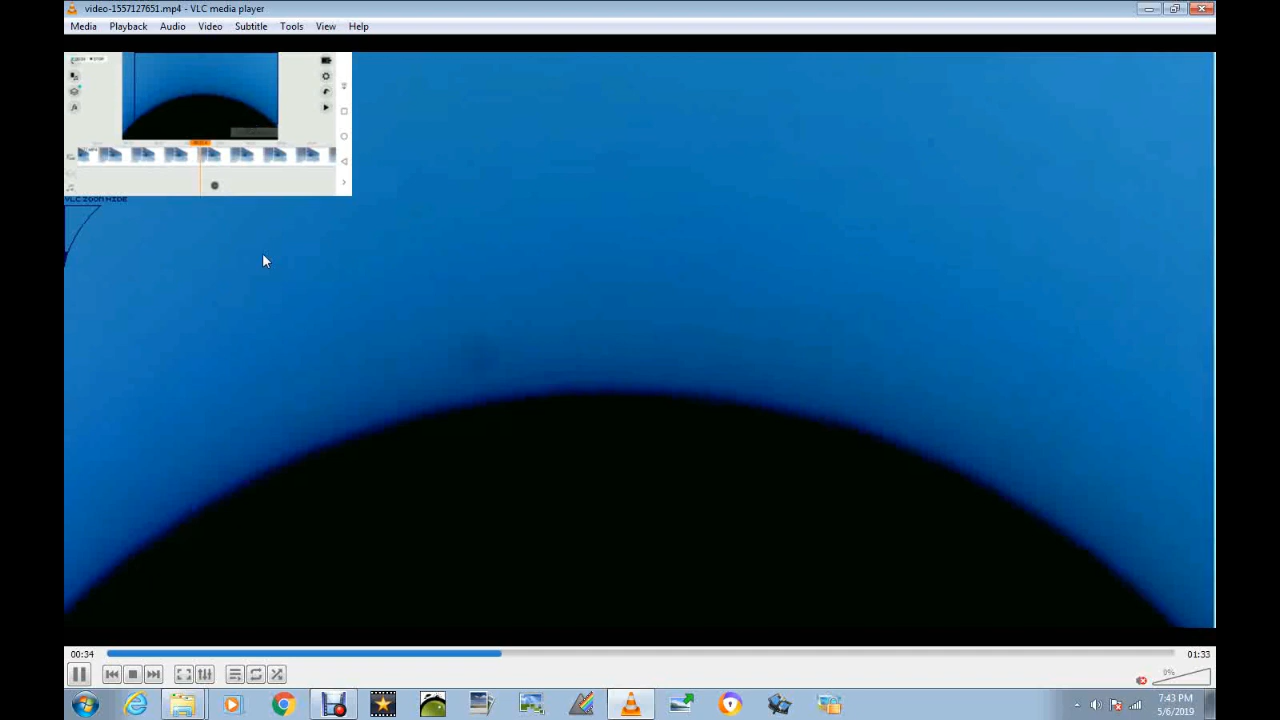 video-1557127651.mp4 - VLC media player
Media Playback Audio Video Subtitle Tools View Help
VLC ZOOM HIDE
00:34
01:33
0%
7:43 PM
5/6/2019